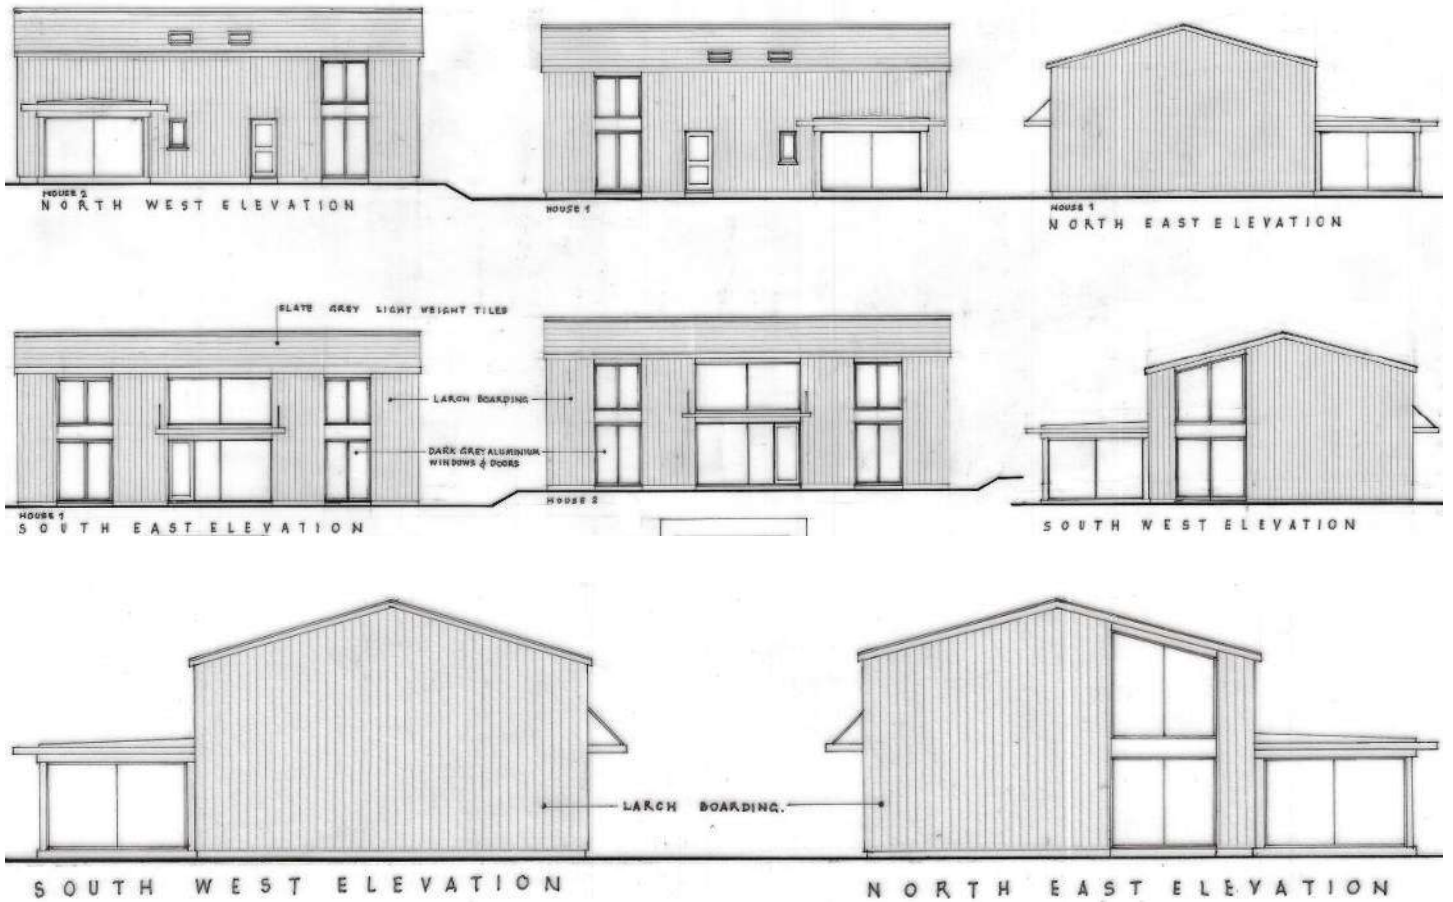 HOUSE 2
NORTH WEST ELEVATION
HOUSE 1
HOUSE 1
NORTH EAST ELEVATION
SLATE GREY LIGHT WEIGHT TILES
LARCH BOARDING
DARK GREY ALUMINIUM
WINDOWS & DOORS
HOUSE 1
SOUTH EAST ELEVATION
HOUSE 2
SOUTH WEST ELEVATION
LARCH BOARDING.
SOUTH WEST ELEVATION
NORTH EAST ELEVATION